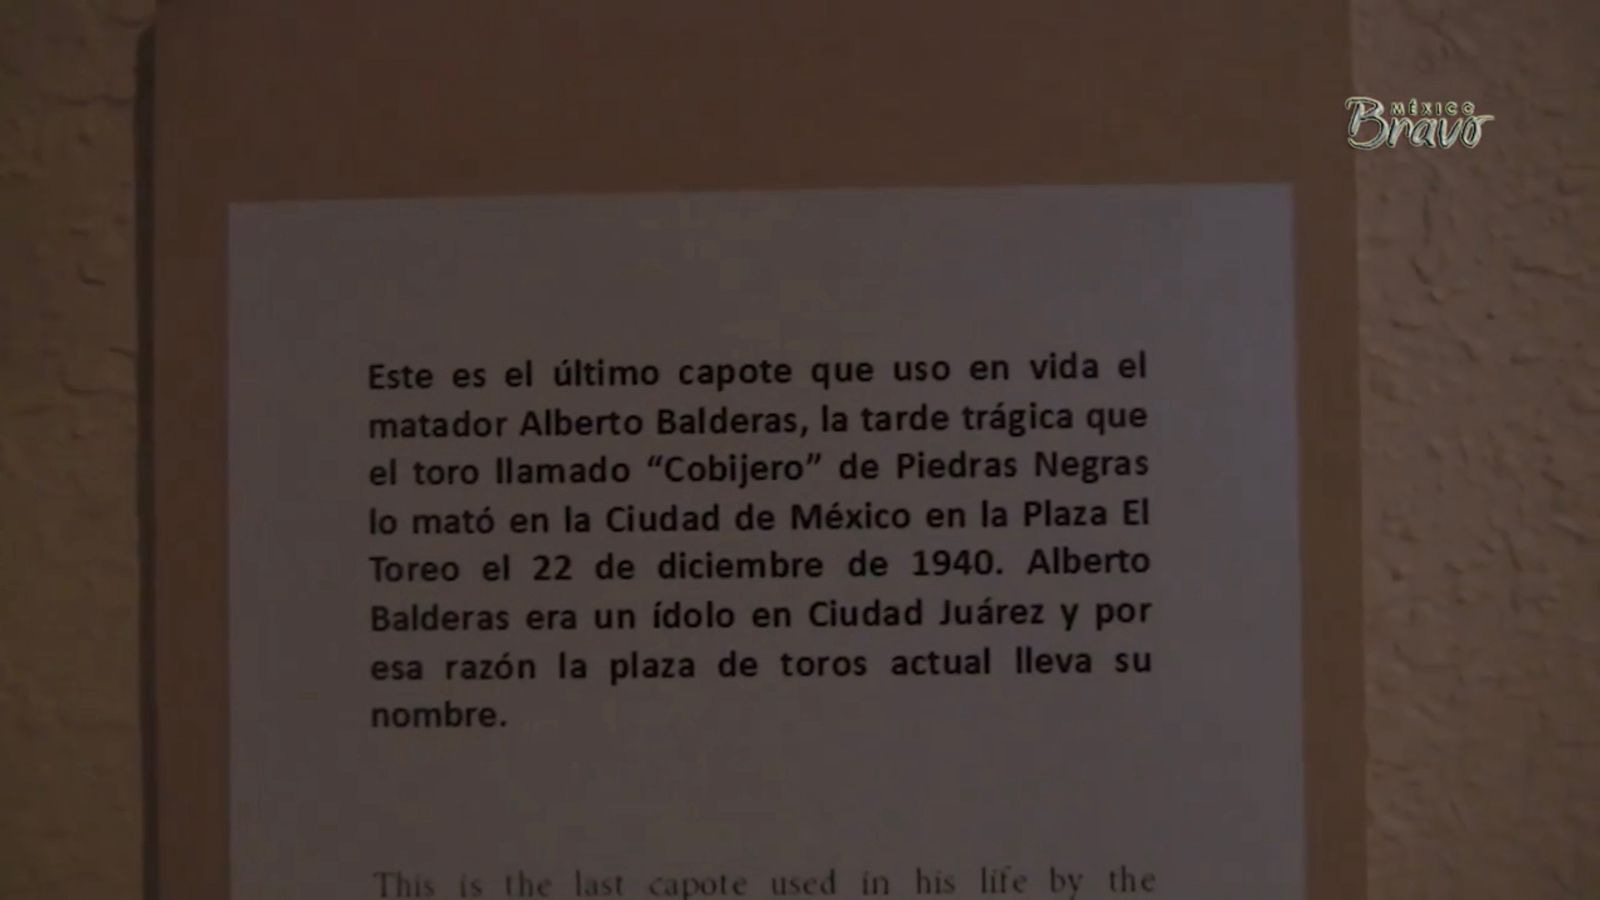 MÉXICO
Bravo
Este es el último capote que uso en vida el
matador Alberto Balderas, la tarde trágica que
el toro llamado “Cobijero” de Piedras Negras
lo mató en la Ciudad de México en la Plaza El
Toreo el 22 de diciembre de 1940. Alberto
Balderas era un ídolo en Ciudad Juárez y por
esa razón la plaza de toros actual lleva su
nombre.
This is the last capote used in his life by the